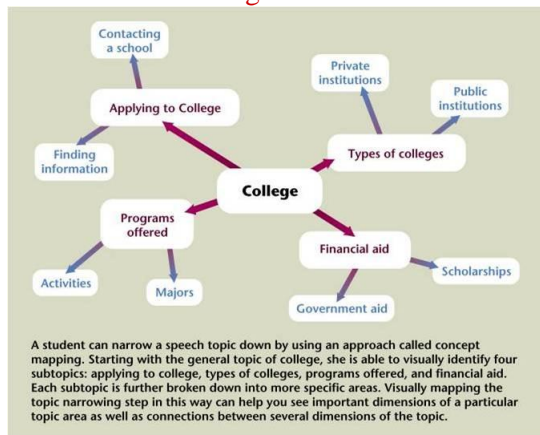 Contacting
a school
Private
institutions
Public
institutions
Applying to College
Types of colleges
Finding
information
College
Programs
offered
Financial aid
Activities
Majors
Scholarships
Government aid
A student can narrow a speech topic down by using an approach called concept
mapping. Starting with the general topic of college, she is able to visually identify four
subtopics: applying to college, types of colleges, programs offered, and financial aid.
Each subtopic is further broken down into more specific areas. Visually mapping the
topic narrowing step in this way can help you see important dimensions of a particular
topic area as well as connections between several dimensions of the topic.